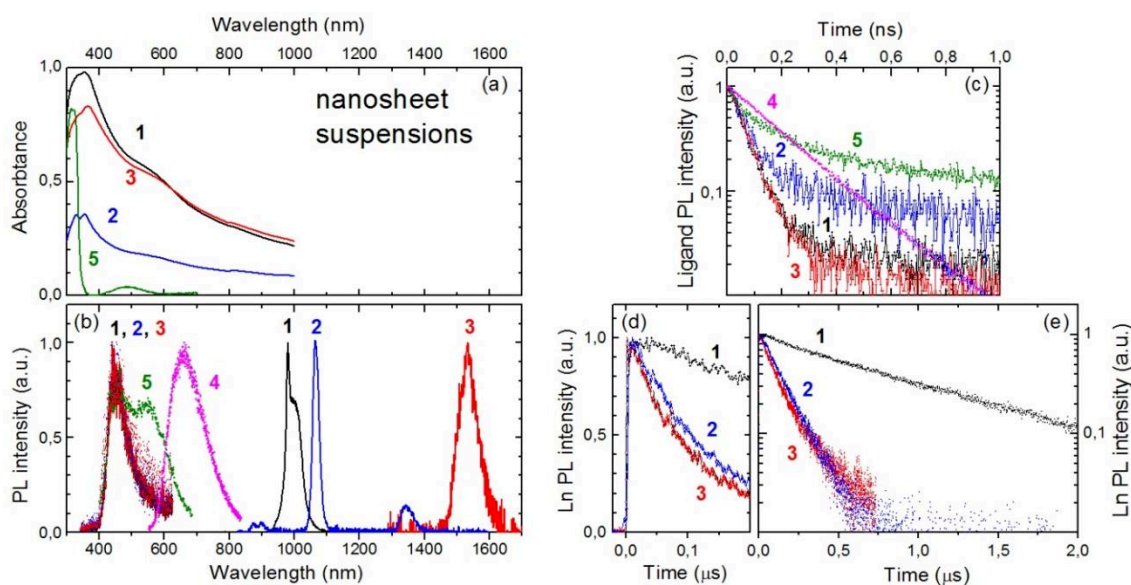 Wavelength (nm)
400 600 800 1000 1200 1400 1600
1,0
0,5
0,0
Absorbtance
(a)
nanosheet
suspensions
1
3
2
5
(b)
1, 2, 3
5
4
1
2
3
1,0
0,5
0,0
PL intensity (a.u.)
400 600 800 1000 1200 1400 1600
Wavelength (nm)
Time (ns)
0,0 0,2 0,4 0,6 0,8 1,0
(c)
1
0,1
Ligand PL intensity (a.u.)
4
5
2
1
3
(d)
1
2
3
1,0
0,5
0,0
Ln PL intensity (a.u.)
0,0 0,1
Time (μs)
(e)
1
2
3
1
0,1
Ln PL intensity (a.u.)
0,0 0,5 1,0 1,5 2,0
Time (μs)